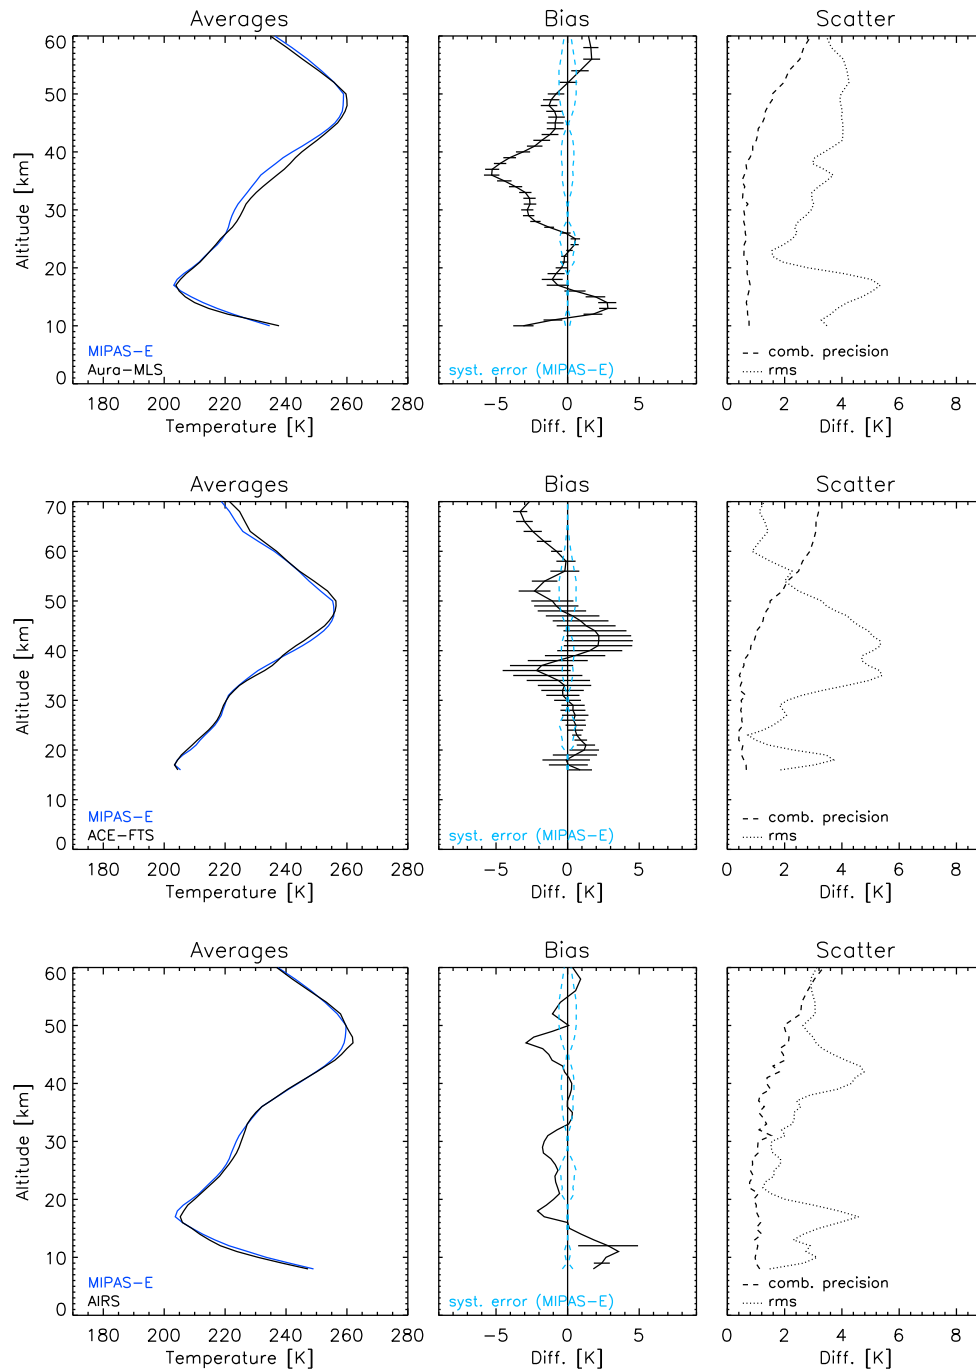 Averages Bias Scatter
60
50
40
30
20
10
0
Altitude [km]
MIPAS-E
Aura-MLS
syst. error (MIPAS-E)
comb. precision
rms
180 200 220 240 260 280 -5 0 5 0 2 4 6 8
Temperature [K] Diff. [K] Diff. [K]
Averages Bias Scatter
70
60
50
40
30
20
10
0
Altitude [km]
MIPAS-E
ACE-FTS
syst. error (MIPAS-E)
comb. precision
rms
180 200 220 240 260 280 -5 0 5 0 2 4 6 8
Temperature [K] Diff. [K] Diff. [K]
Averages Bias Scatter
60
50
40
30
20
10
0
Altitude [km]
MIPAS-E
AIRS
syst. error (MIPAS-E)
comb. precision
rms
180 200 220 240 260 280 -5 0 5 0 2 4 6 8
Temperature [K] Diff. [K] Diff. [K]